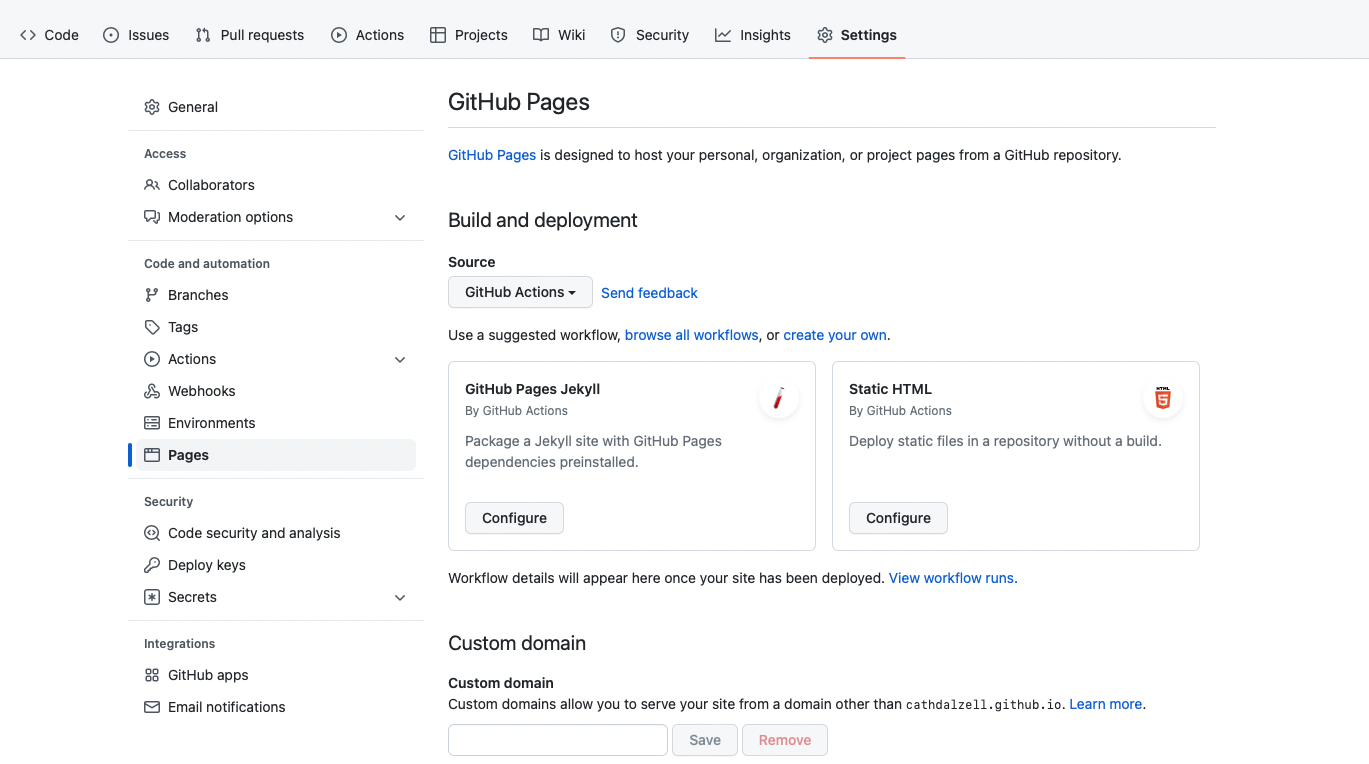 Code Issues Pull requests Actions Projects Wiki Security Insights Settings
General
Access
Collaborators
Moderation options
Code and automation
Branches
Tags
Actions
Webhooks
Environments
Pages
Security
Code security and analysis
Deploy keys
Secrets
Integrations
GitHub apps
Email notifications
GitHub Pages
GitHub Pages is designed to host your personal, organization, or project pages from a GitHub repository.
Build and deployment
Source
GitHub Actions Send feedback
Use a suggested workflow, browse all workflows, or create your own.
GitHub Pages Jekyll
By GitHub Actions
Package a Jekyll site with GitHub Pages
dependencies preinstalled.
Configure
Static HTML
By GitHub Actions
Deploy static files in a repository without a build.
HTML
5
Configure
Workflow details will appear here once your site has been deployed. View workflow runs.
Custom domain
Custom domain
Custom domains allow you to serve your site from a domain other than cathdalzell.github.io. Learn more.
Save Remove